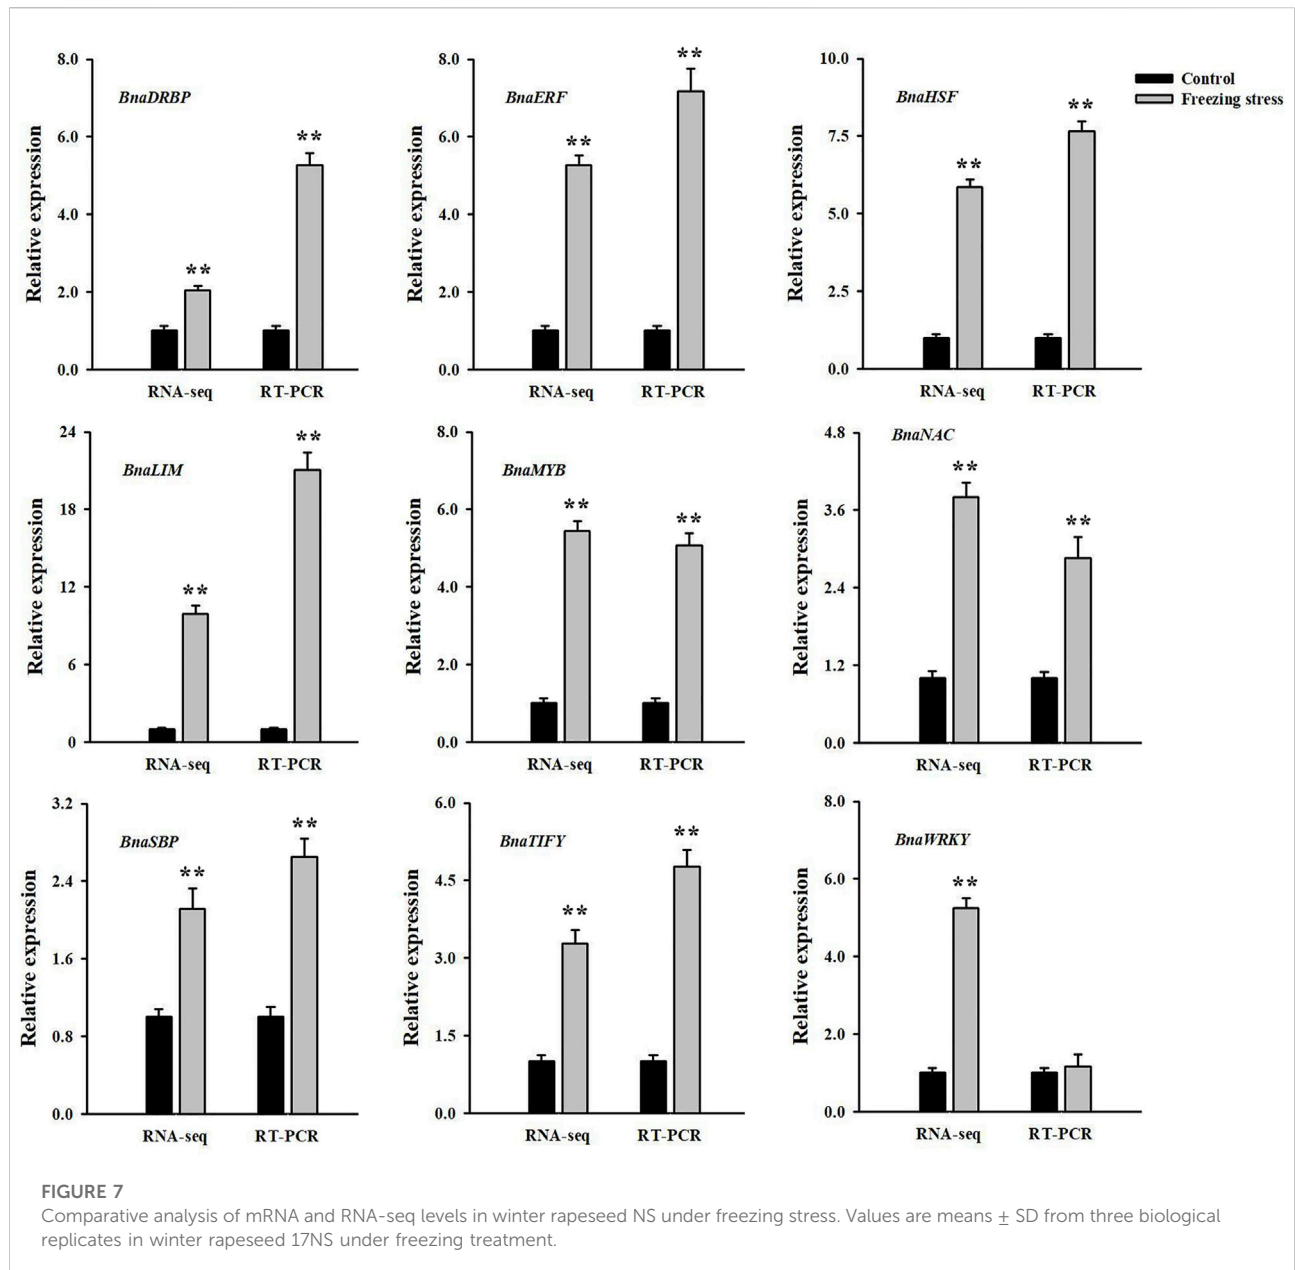 8.0
6.0
4.0
2.0
0.0
Relative expression
BnaDRBP
**
**
RNA-seq RT-PCR
8.0
6.0
4.0
2.0
0.0
Relative expression
BnaERF
**
**
RNA-seq RT-PCR
10.0
7.5
5.0
2.5
0.0
Relative expression
BnaHSF
**
**
RNA-seq RT-PCR
Control
Freezing stress
24
18
12
6
0
Relative expression
BnaLIM
**
**
RNA-seq RT-PCR
8.0
6.0
4.0
2.0
0.0
Relative expression
BnaMYB
**
**
RNA-seq RT-PCR
4.8
3.6
2.4
1.2
0.0
Relative expression
BnaNAC
**
**
RNA-seq RT-PCR
3.2
2.4
1.6
0.8
0.0
Relative expression
BnaSBP
**
**
RNA-seq RT-PCR
6.0
4.5
3.0
1.5
0.0
Relative expression
BnaTIFY
**
**
RNA-seq RT-PCR
8.0
6.0
4.0
2.0
0.0
Relative expression
BnaWRKY
**
RNA-seq RT-PCR
FIGURE 7
Comparative analysis of mRNA and RNA-seq levels in winter rapeseed NS under freezing stress. Values are means ± SD from three biological
replicates in winter rapeseed 17NS under freezing treatment.